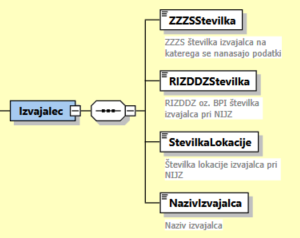 ZZZSStevilka
ZZZS številka izvajalca na
katerega se nanasajo podatki
RIZDDZStevilka
RIZDDZ oz. BPI številka
izvajalca pri NIJZ
Izvajalec
StevilkaLokacije
Številka lokacije izvajalca pri
NIJZ
NazivIzvajalca
Naziv izvajalca